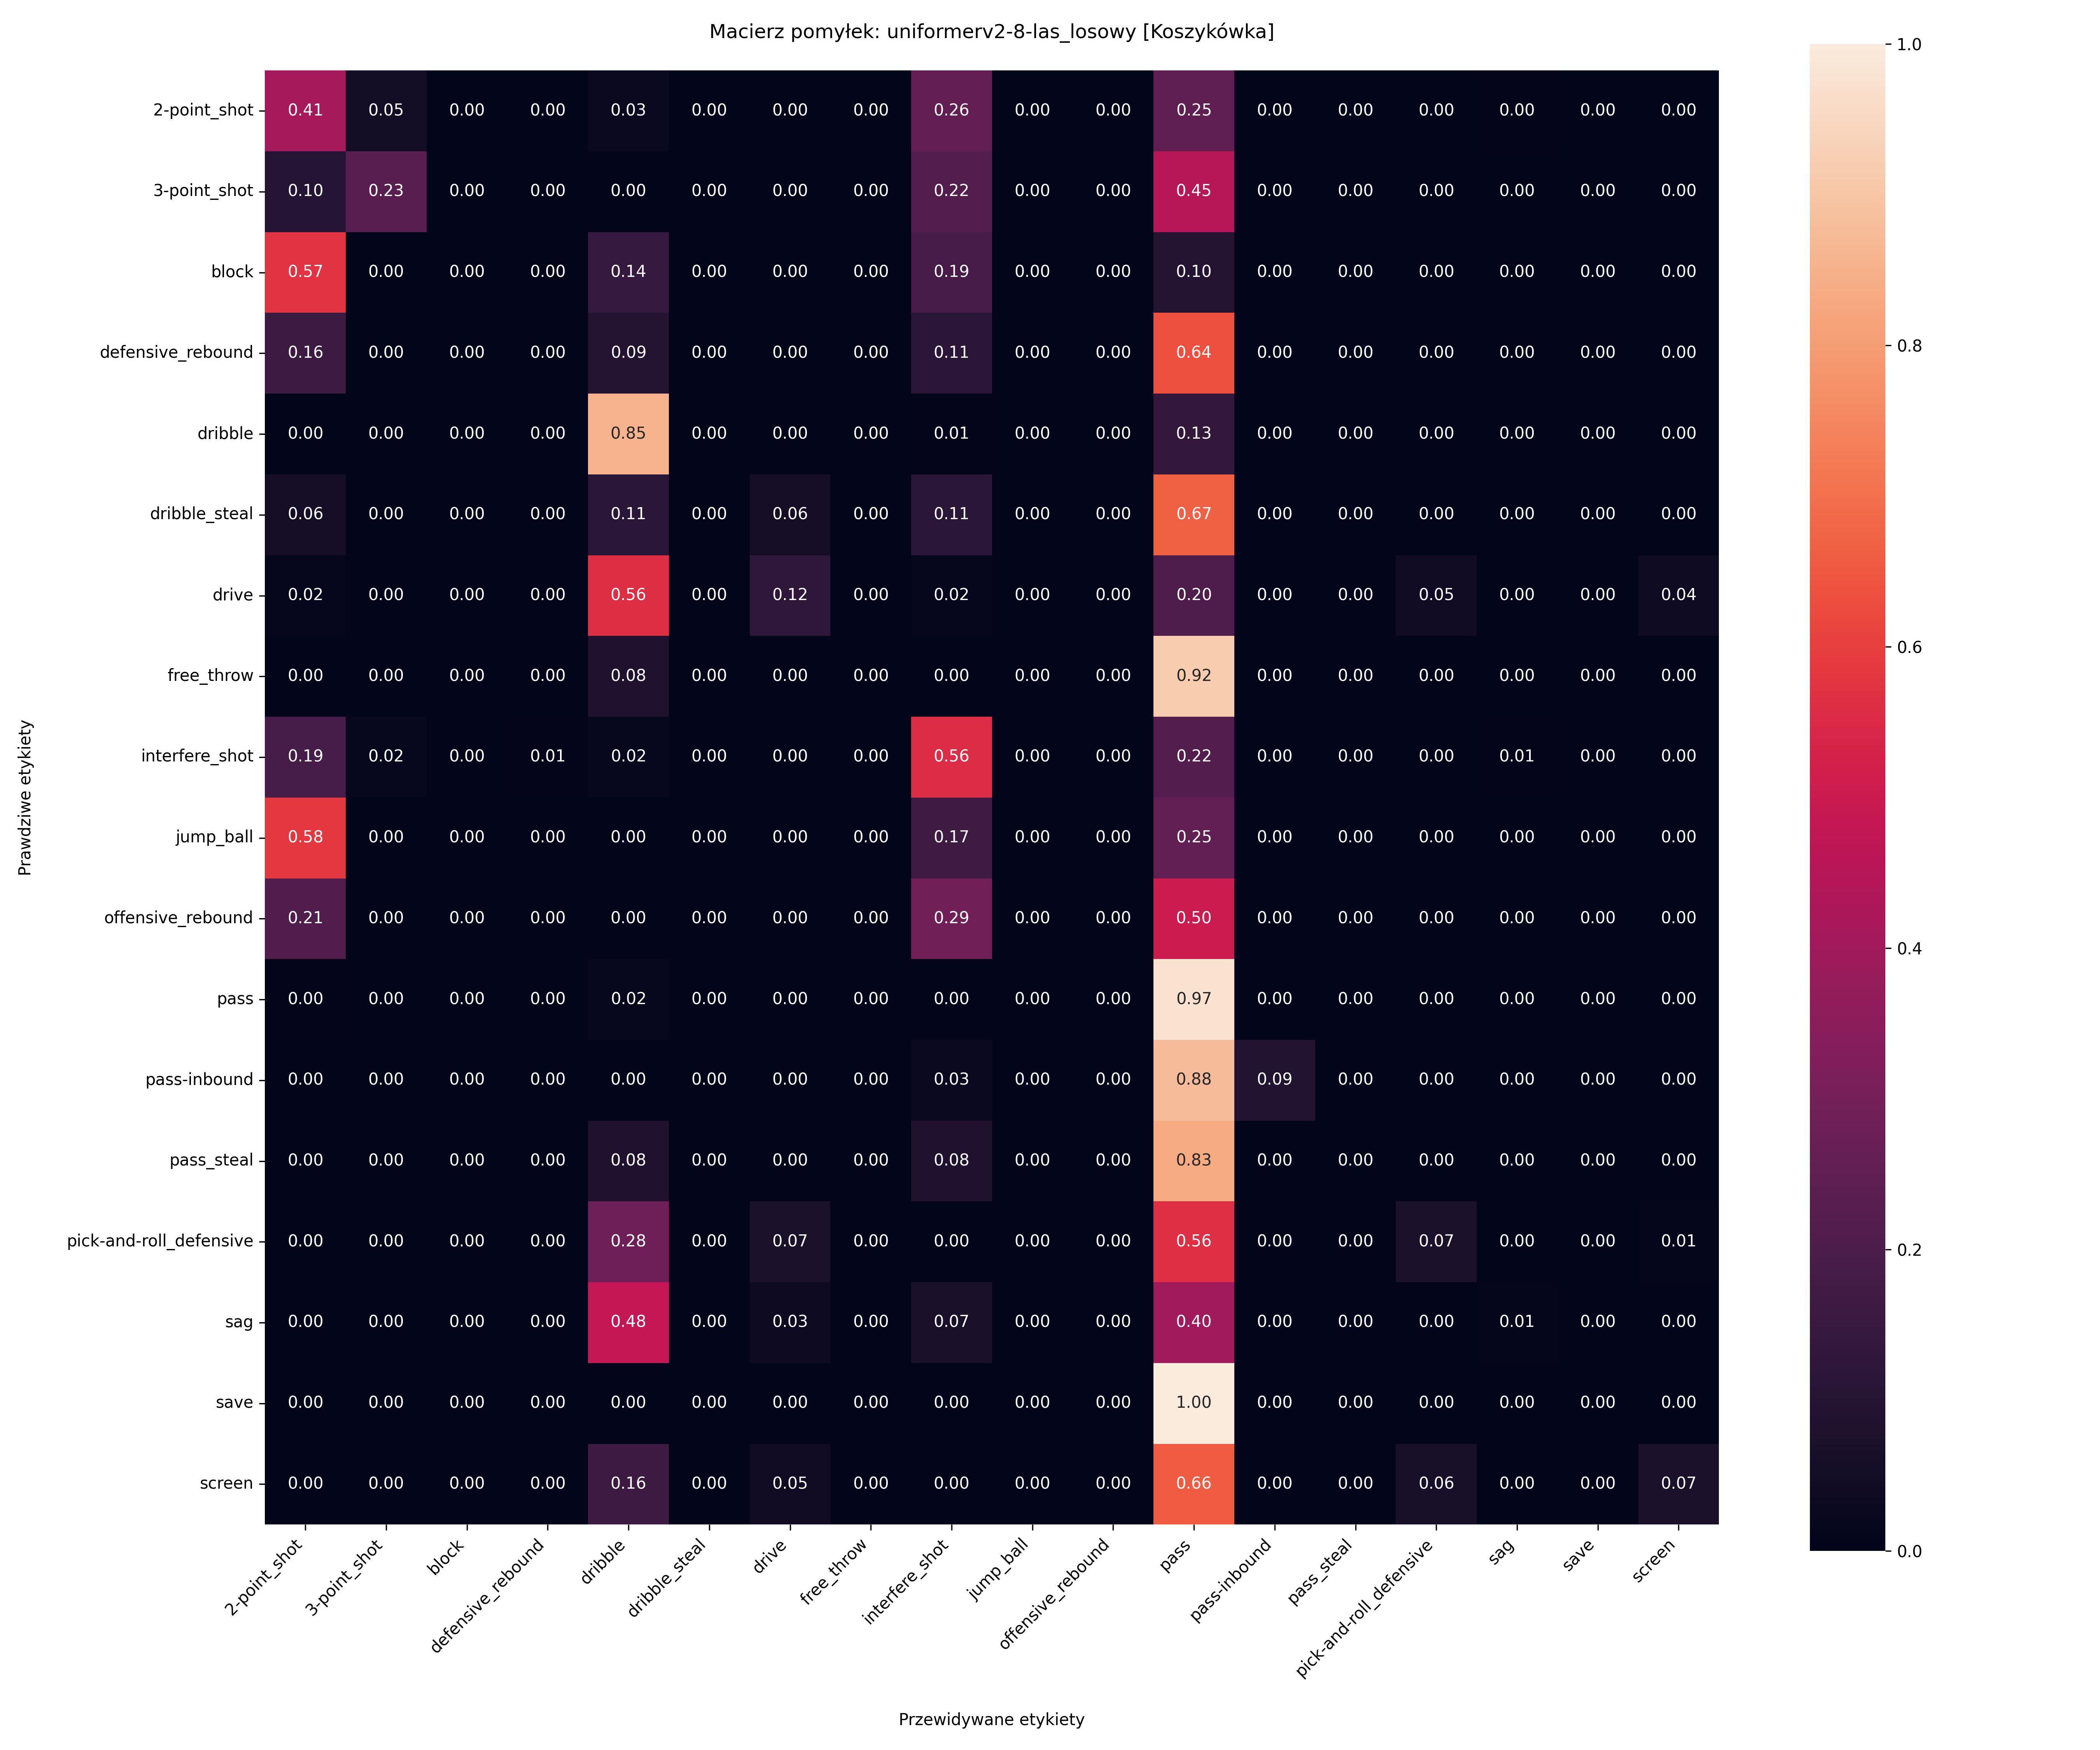 Macierz pomyłek: uniformerv2-8-las_losowy [Koszykówka]
2-point_shot 0.41 0.05 0.00 0.00 0.03 0.00 0.00 0.00 0.26 0.00 0.00 0.25 0.00 0.00 0.00 0.00 0.00 0.00
3-point_shot 0.10 0.23 0.00 0.00 0.00 0.00 0.00 0.00 0.22 0.00 0.00 0.45 0.00 0.00 0.00 0.00 0.00 0.00
block 0.57 0.00 0.00 0.00 0.14 0.00 0.00 0.00 0.19 0.00 0.00 0.10 0.00 0.00 0.00 0.00 0.00 0.00
defensive_rebound 0.16 0.00 0.00 0.00 0.09 0.00 0.00 0.00 0.11 0.00 0.00 0.64 0.00 0.00 0.00 0.00 0.00 0.00
dribble 0.00 0.00 0.00 0.00 0.85 0.00 0.00 0.00 0.01 0.00 0.00 0.13 0.00 0.00 0.00 0.00 0.00 0.00
dribble_steal 0.06 0.00 0.00 0.00 0.11 0.00 0.06 0.00 0.11 0.00 0.00 0.67 0.00 0.00 0.00 0.00 0.00 0.00
drive 0.02 0.00 0.00 0.00 0.56 0.00 0.12 0.00 0.02 0.00 0.00 0.20 0.00 0.00 0.05 0.00 0.00 0.04
free_throw 0.00 0.00 0.00 0.00 0.08 0.00 0.00 0.00 0.00 0.00 0.00 0.92 0.00 0.00 0.00 0.00 0.00 0.00
interfere_shot 0.19 0.02 0.00 0.01 0.02 0.00 0.00 0.00 0.56 0.00 0.00 0.22 0.00 0.00 0.00 0.01 0.00 0.00
jump_ball 0.58 0.00 0.00 0.00 0.00 0.00 0.00 0.00 0.17 0.00 0.00 0.25 0.00 0.00 0.00 0.00 0.00 0.00
offensive_rebound 0.21 0.00 0.00 0.00 0.00 0.00 0.00 0.00 0.29 0.00 0.00 0.50 0.00 0.00 0.00 0.00 0.00 0.00
pass 0.00 0.00 0.00 0.00 0.02 0.00 0.00 0.00 0.00 0.00 0.00 0.97 0.00 0.00 0.00 0.00 0.00 0.00
pass-inbound 0.00 0.00 0.00 0.00 0.00 0.00 0.00 0.00 0.03 0.00 0.00 0.88 0.09 0.00 0.00 0.00 0.00 0.00
pass_steal 0.00 0.00 0.00 0.00 0.08 0.00 0.00 0.00 0.08 0.00 0.00 0.83 0.00 0.00 0.00 0.00 0.00 0.00
pick-and-roll_defensive 0.00 0.00 0.00 0.00 0.28 0.00 0.07 0.00 0.00 0.00 0.00 0.56 0.00 0.00 0.07 0.00 0.00 0.01
sag 0.00 0.00 0.00 0.00 0.48 0.00 0.03 0.00 0.07 0.00 0.00 0.40 0.00 0.00 0.00 0.01 0.00 0.00
save 0.00 0.00 0.00 0.00 0.00 0.00 0.00 0.00 0.00 0.00 0.00 1.00 0.00 0.00 0.00 0.00 0.00 0.00
screen 0.00 0.00 0.00 0.00 0.16 0.00 0.05 0.00 0.00 0.00 0.00 0.66 0.00 0.00 0.06 0.00 0.00 0.07
2-point_shot
3-point_shot
block
defensive_rebound
dribble
dribble_steal
drive
free_throw
interfere_shot
jump_ball
offensive_rebound
pass
pass-inbound
pass_steal
pick-and-roll_defensive
sag
save
screen
Przewidywane etykiety
Prawdziwe etykiety
1.0
0.8
0.6
0.4
0.2
0.0